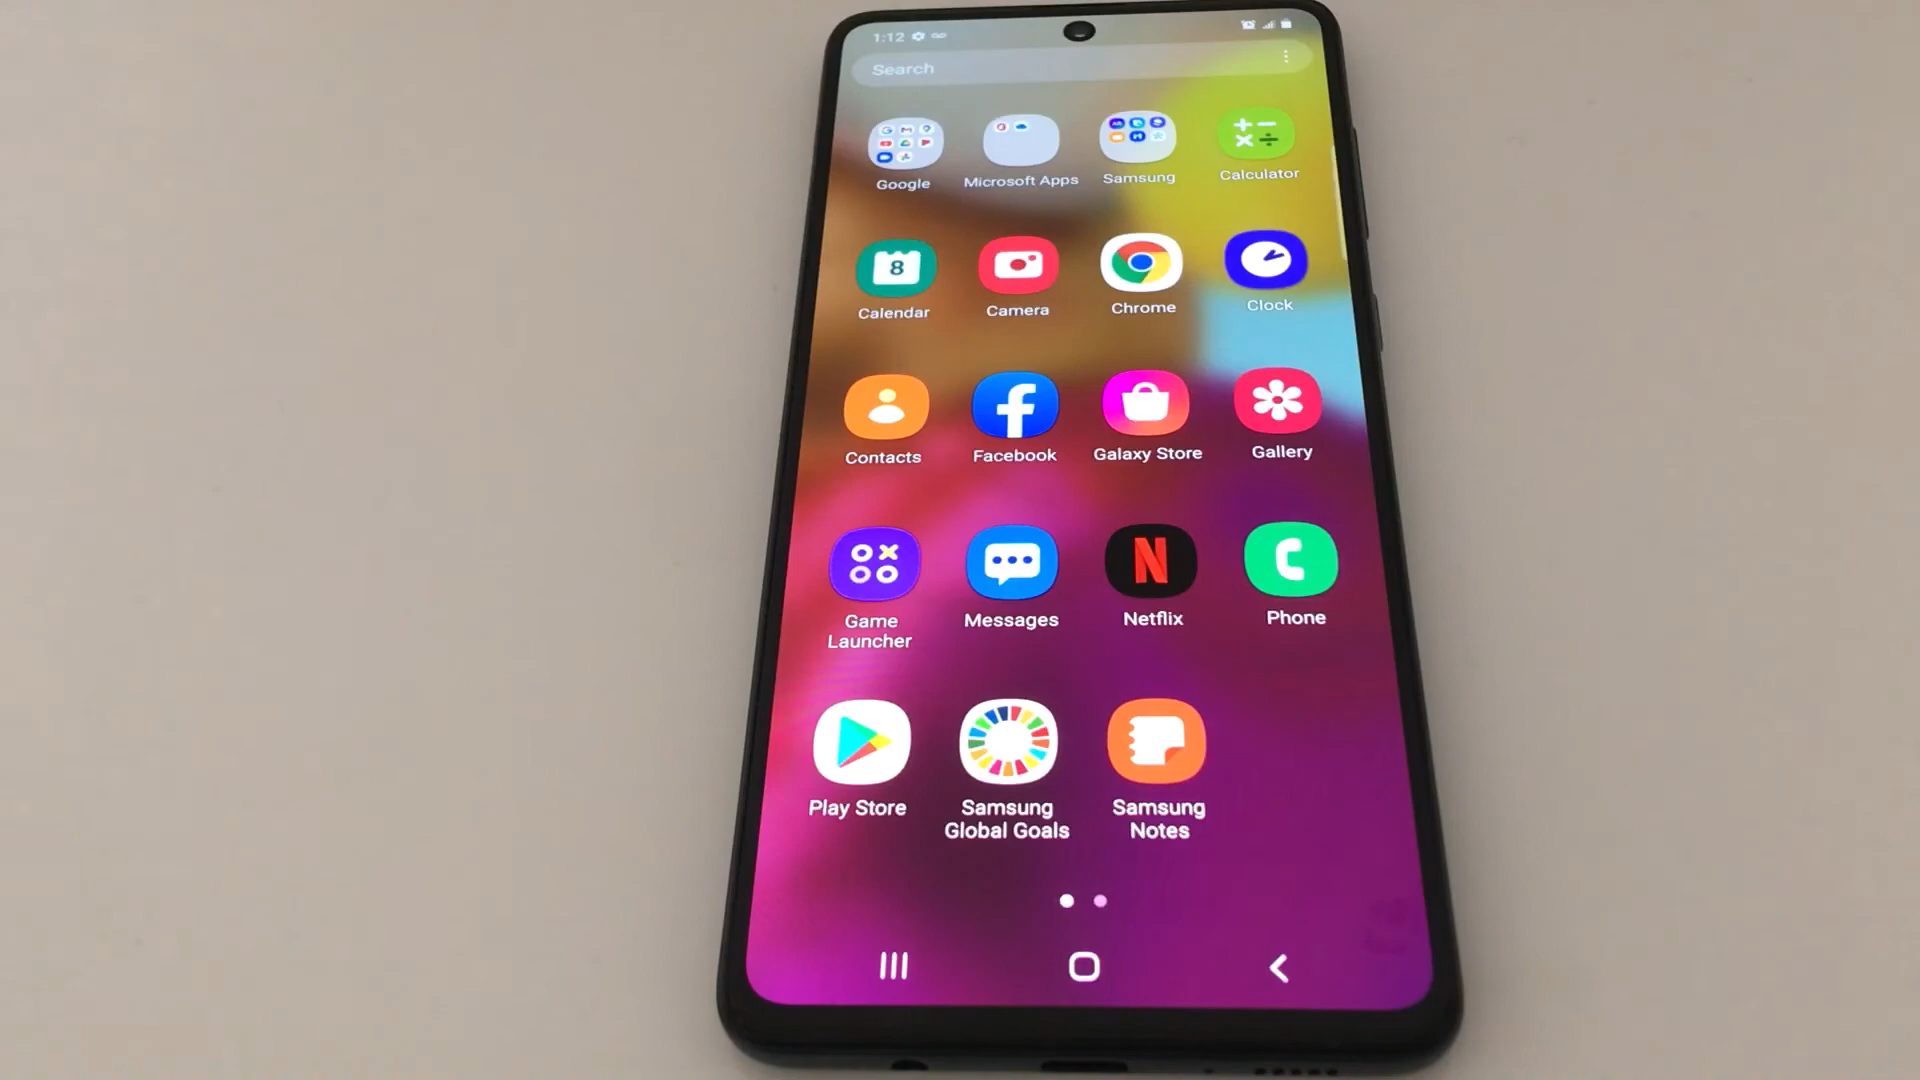 1:12
Search
Google
Microsoft Apps
Samsung
Calculator
8
Calendar
Camera
Chrome
Clock
Contacts
Facebook
Galaxy Store
Gallery
Game
Launcher
Messages
N
Netflix
Phone
Play Store
Samsung
Global Goals
Samsung
Notes